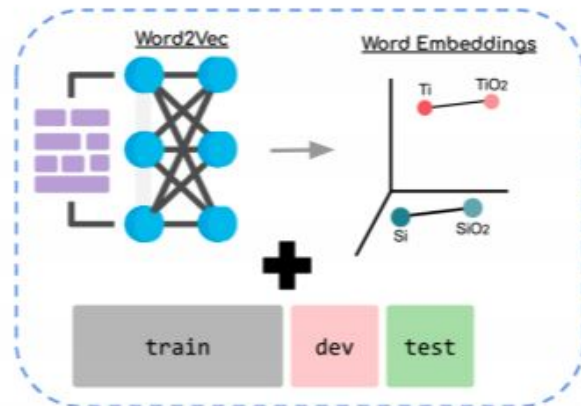 Word2Vec
Word Embeddings
Ti
TiO₂
Si
SiO₂
train
dev
test